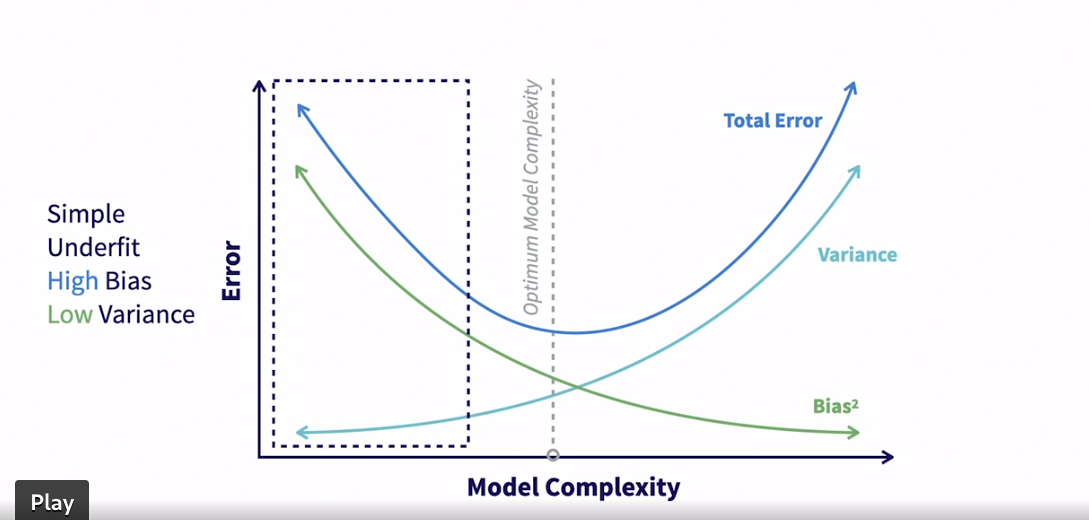 Simple
Underfit
High Bias
Low Variance
Error
Optimum Model Complexity
Total Error
Variance
Bias²
Model Complexity
Play